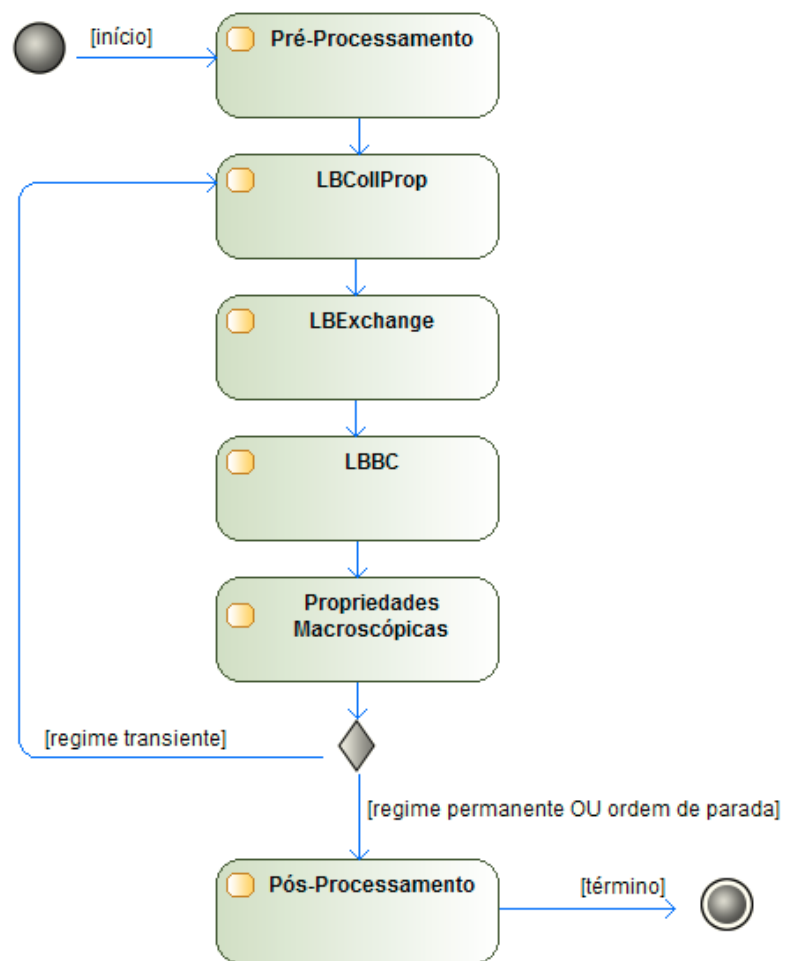 [início]
Pré-Processamento
LBCollProp
LBExchange
LBBC
Propriedades
Macroscópicas
[regime transiente]
[regime permanente OU ordem de parada]
Pós-Processamento
[término]